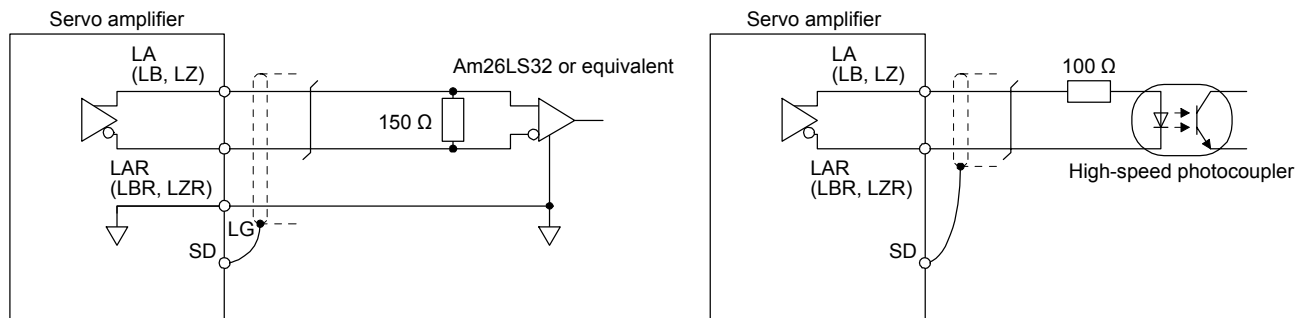 Servo amplifier
LA
(LB, LZ)
Am26LS32 or equivalent
150 Ω
LAR
(LBR, LZR)
LG
SD
Servo amplifier
LA
(LB, LZ)
100 Ω
LAR
(LBR, LZR)
High-speed photocoupler
SD